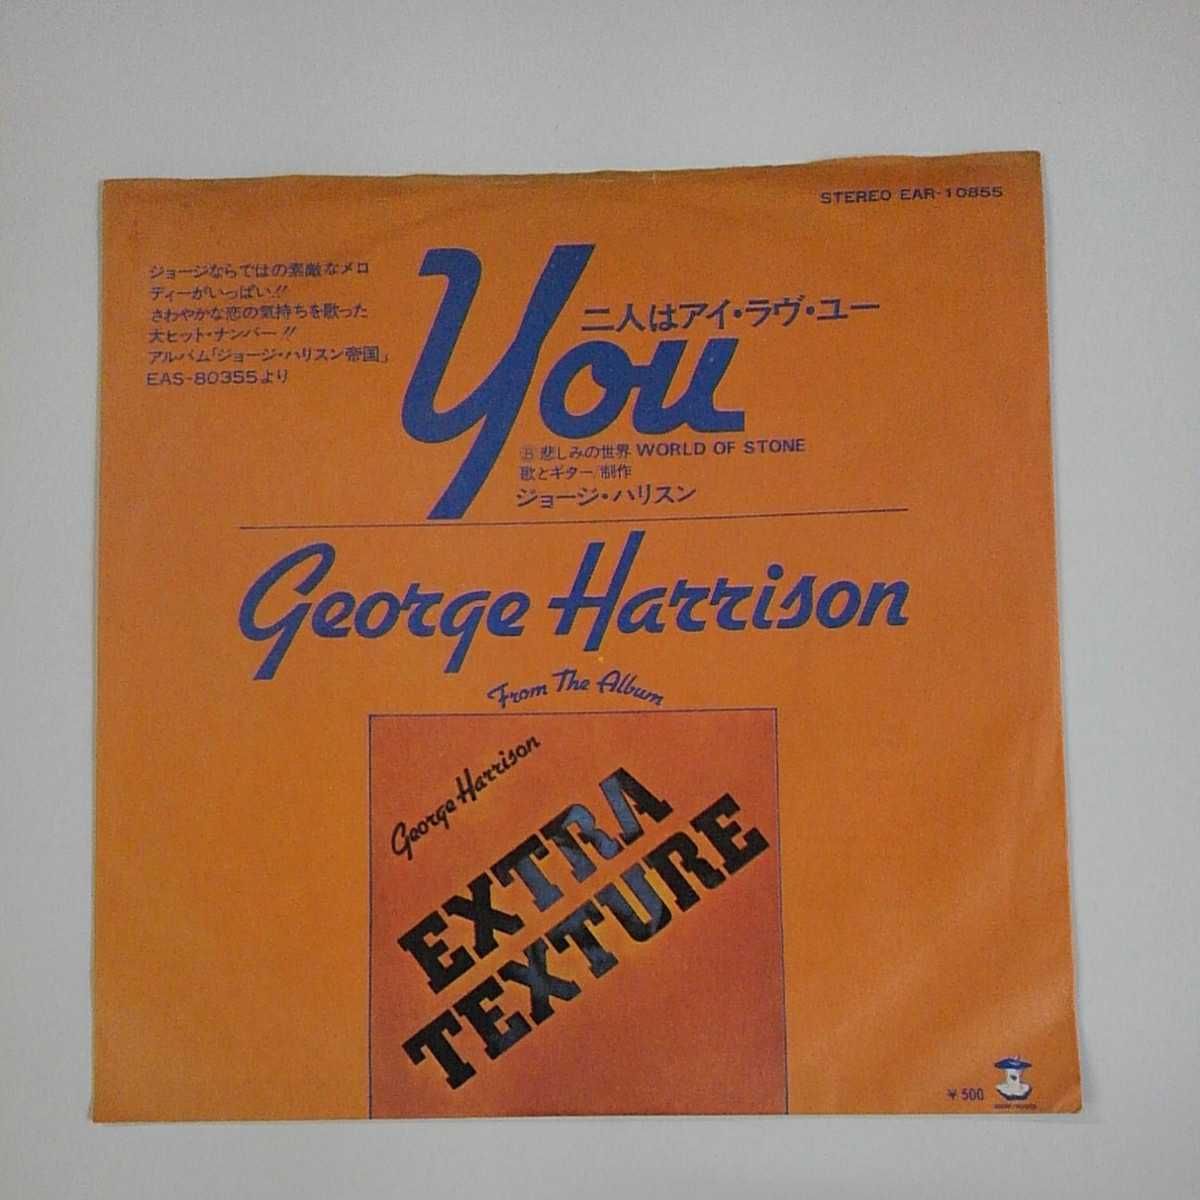 STEREO EAR-10855
ジョージならではの素敵なメロ
ディーがいっぱい!!
さわやかな恋の気持ちを歌った
大ヒット・ナンバー!!
アルバム「ジョージ・ハリスン帝国」
EAS-80355より
二人はアイ・ラヴ・ユー
You
Ⓑ悲しみの世界 WORLD OF STONE
歌とギター/制作
ジョージ・ハリスン
George Harrison
From The Album
George Harrison
EXTRA
TEXTURE
¥500